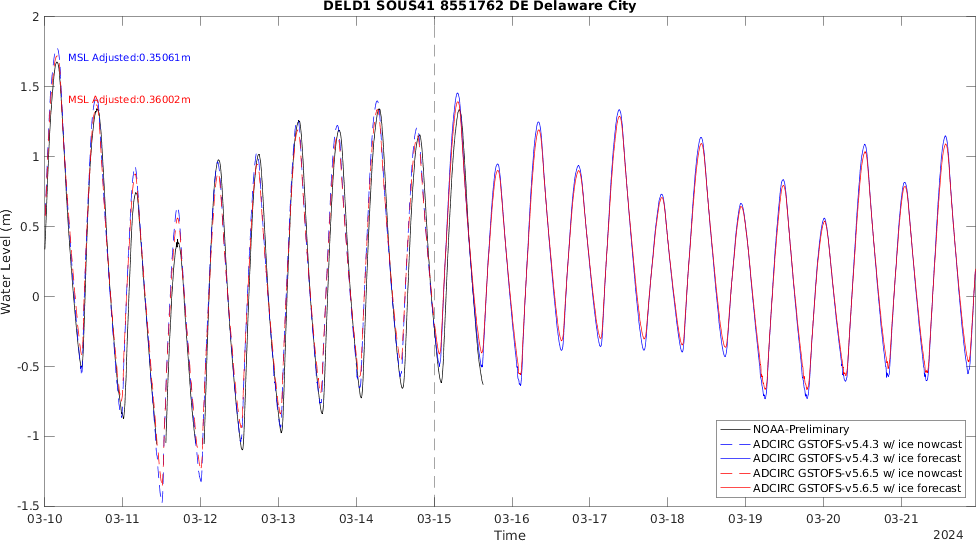 DELD1 SOUS41 8551762 DE Delaware City
2
1.5
1
0.5
0
-0.5
-1
-1.5
Water Level (m)
MSL Adjusted:0.35061m
MSL Adjusted:0.36002m
NOAA-Preliminary
ADCIRC GSTOFS-v5.4.3 w/ ice nowcast
ADCIRC GSTOFS-v5.4.3 w/ ice forecast
ADCIRC GSTOFS-v5.6.5 w/ ice nowcast
ADCIRC GSTOFS-v5.6.5 w/ ice forecast
03-10 03-11 03-12 03-13 03-14 03-15 03-16 03-17 03-18 03-19 03-20 03-21
Time
2024